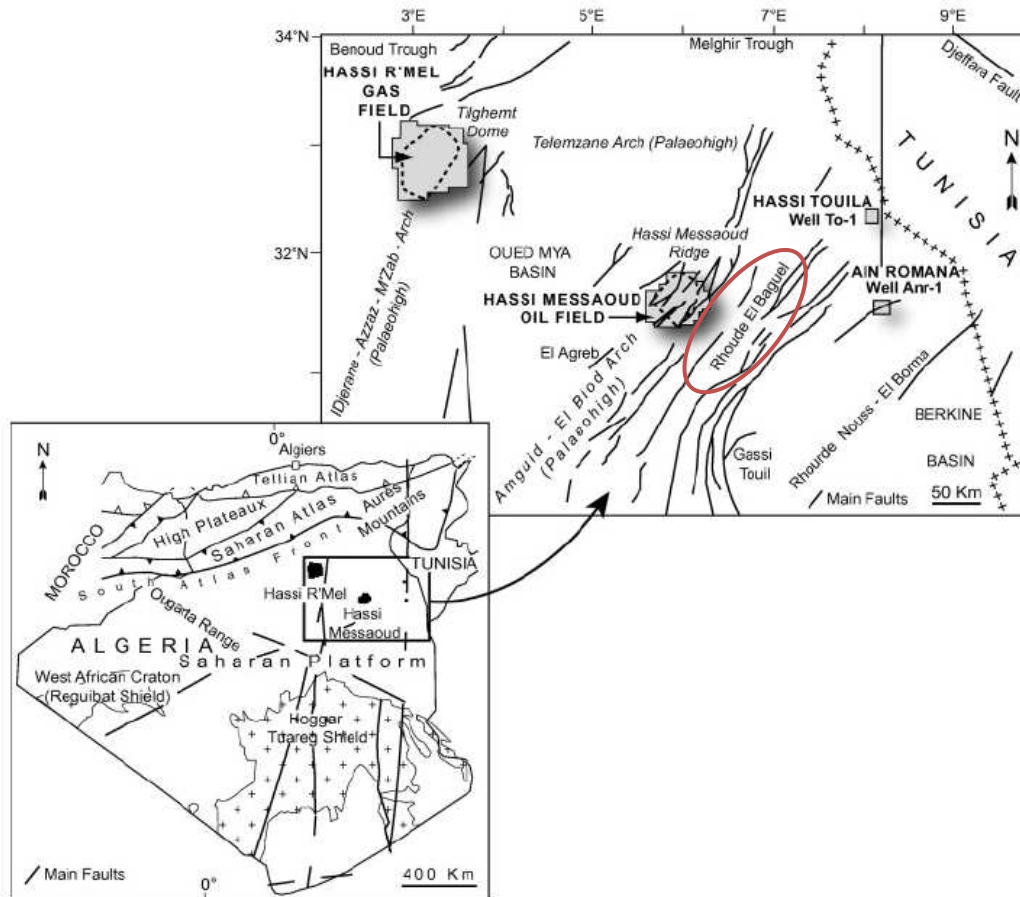 3°E 5°E 7°E 9°E
34°N
Benoud Trough
Melghir Trough
Djeffara Fault
HASSI R'MEL
GAS
FIELD
Tilghemt
Dome
Telemzane Arch (Palaeohigh)
N
TUNISIA
HASSI TOUILA
Well To-1
32°N
OUED MYA
BASIN
Hassi Messaoud
Ridge
AIN ROMANA
Well Anr-1
HASSI MESSAOUD
OIL FIELD
Rhoude El Baguel
IDjerane - Azzaz - M'Zab - Arch
(Palaeohigh)
El Agreb
Amguid - El Biod Arch
(Palaeohigh)
Rhourde Nouss - El Borma
BERKINE
BASIN
Gassi
Touil
Main Faults
50 Km
0°
N
Algiers
Tellian Atlas
High Plateaux
Saharan Atlas
Aures
Mountains
South Atlas Front
MOROCCO
TUNISIA
Hassi R'Mel
Hassi
Messaoud
Ougarta Range
ALGERIA
Saharan Platform
West African Craton
(Reguibat Shield)
Hoggar
Tuareg Shield
Main Faults
0°
400 Km